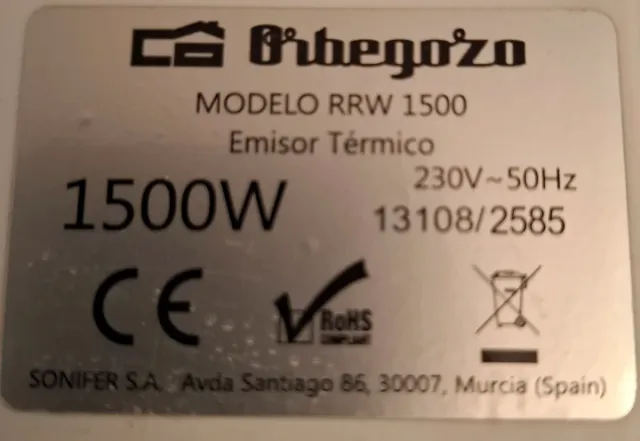 Orbegozo
MODELO RRW 1500
Emisor Térmico
1500W
230V~50Hz
13108/2585
CE
RoHS
COMPLIANT
SONIFER S.A. Avda Santiago 86, 30007, Murcia (Spain)